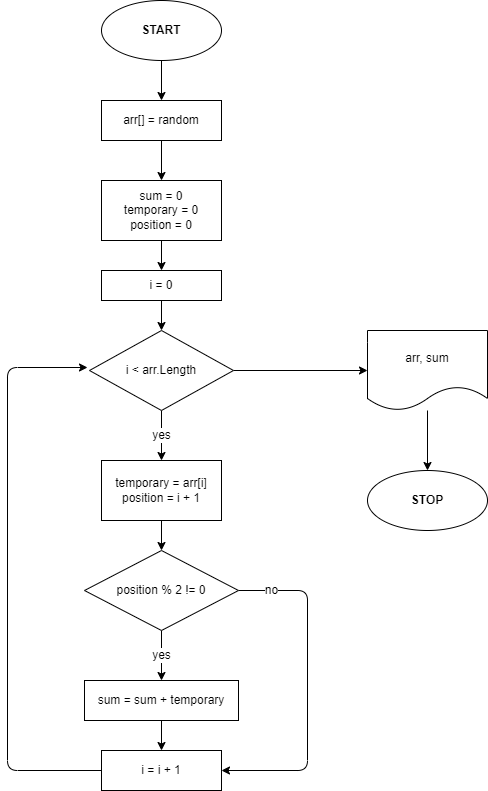 START
arr[] = random
sum = 0
temporary = 0
position = 0
i = 0
i < arr.Length
arr, sum
yes
temporary = arr[i]
position = i + 1
STOP
position % 2 != 0
no
yes
sum = sum + temporary
i = i + 1